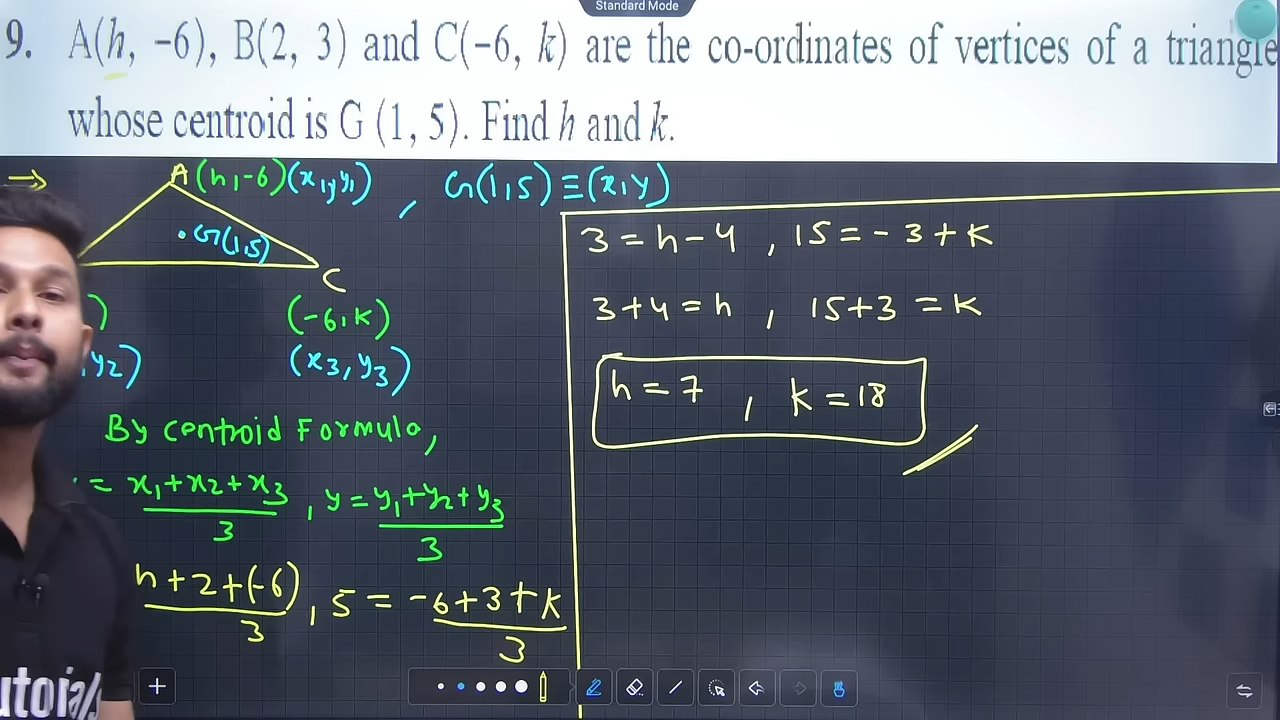 Standard Mode
9. A(h, -6), B(2, 3) and C(-6, k) are the co-ordinates of vertices of a triangle
whose centroid is G (1, 5). Find h and k.
⇒ A(h,-6)(x1,y1) , G(1,5)≡(x,y)
.G(1,5)
C
) (-6,k)
,y2) (x3,y3)
By centroid Formula,
= x1+x2+x3/3 , y = y1+y2+y3/3
h+2+(-6)/3 , 5 = -6+3+k/3
3 = h-4 , 15 = -3+k
3+4 = h , 15+3 = k
h = 7 , k = 18
utorials